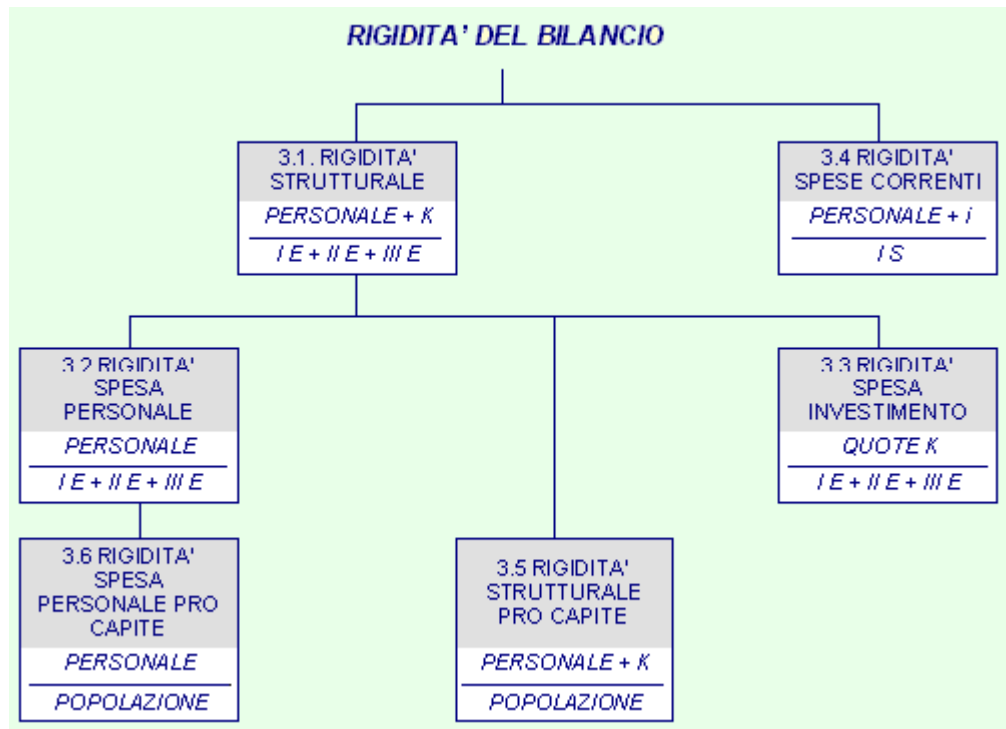 RIGIDITA' DEL BILANCIO
3.1. RIGIDITA'
STRUTTURALE
PERSONALE + K
I E + II E + III E
3.4 RIGIDITA'
SPESE CORRENTI
PERSONALE + i
I S
3.2 RIGIDITA'
SPESA
PERSONALE
PERSONALE
I E + II E + III E
3.3 RIGIDITA'
SPESA
INVESTIMENTO
QUOTE K
I E + II E + III E
3.6 RIGIDITA'
SPESA
PERSONALE PRO
CAPITE
PERSONALE
POPOLAZIONE
3.5 RIGIDITA'
STRUTTURALE
PRO CAPITE
PERSONALE + K
POPOLAZIONE